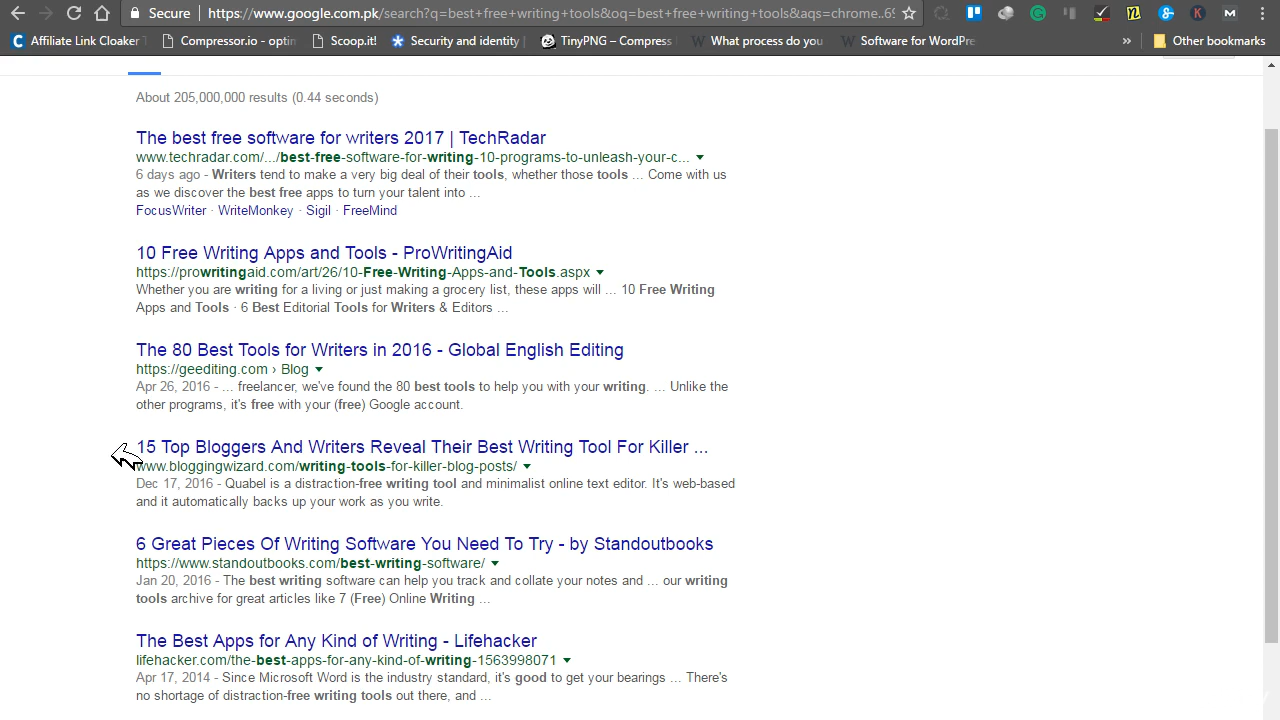 Secure https://www.google.com.pk/search?q=best+free+writing+tools&oq=best+free+writing+tools&aqs=chrome..69
Affiliate Link Cloaker Compressor.io - optin Scoop.it! Security and identity TinyPNG – Compress What process do you Software for WordPre » Other bookmarks
About 205,000,000 results (0.44 seconds)
The best free software for writers 2017 | TechRadar
www.techradar.com/.../best-free-software-for-writing-10-programs-to-unleash-your-c...
6 days ago - Writers tend to make a very big deal of their tools, whether those tools ... Come with us
as we discover the best free apps to turn your talent into ...
FocusWriter · WriteMonkey · Sigil · FreeMind
10 Free Writing Apps and Tools - ProWritingAid
https://prowritingaid.com/art/26/10-Free-Writing-Apps-and-Tools.aspx
Whether you are writing for a living or just making a grocery list, these apps will ... 10 Free Writing
Apps and Tools · 6 Best Editorial Tools for Writers & Editors ...
The 80 Best Tools for Writers in 2016 - Global English Editing
https://geediting.com › Blog
Apr 26, 2016 - ... freelancer, we've found the 80 best tools to help you with your writing. ... Unlike the
other programs, it's free with your (free) Google account.
15 Top Bloggers And Writers Reveal Their Best Writing Tool For Killer ...
www.bloggingwizard.com/writing-tools-for-killer-blog-posts/
Dec 17, 2016 - Quabel is a distraction-free writing tool and minimalist online text editor. It's web-based
and it automatically backs up your work as you write.
6 Great Pieces Of Writing Software You Need To Try - by Standoutbooks
https://www.standoutbooks.com/best-writing-software/
Jan 20, 2016 - The best writing software can help you track and collate your notes and ... our writing
tools archive for great articles like 7 (Free) Online Writing ...
The Best Apps for Any Kind of Writing - Lifehacker
lifehacker.com/the-best-apps-for-any-kind-of-writing-1563998071
Apr 17, 2014 - Since Microsoft Word is the industry standard, it's good to get your bearings ... There's
no shortage of distraction-free writing tools out there, and ...